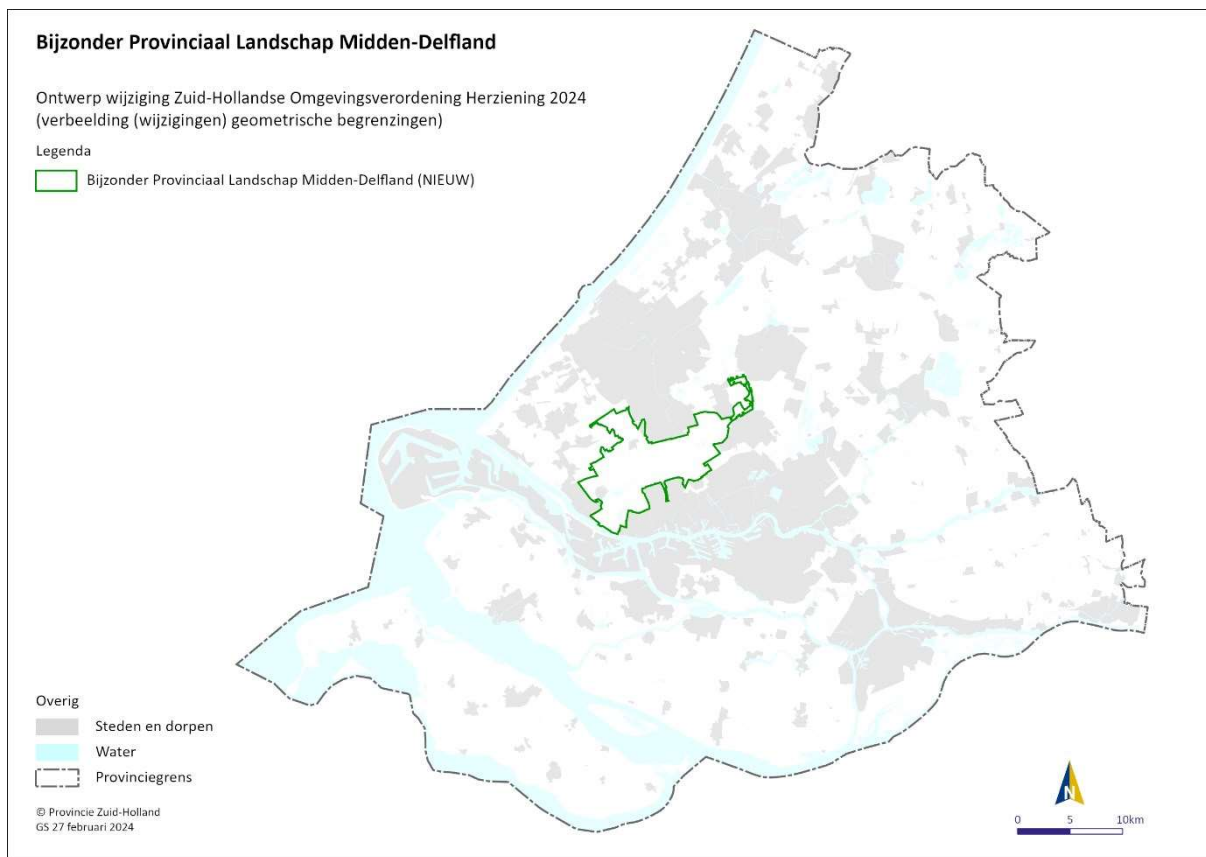 Bijzonder Provinciaal Landschap Midden-Delfland
Ontwerp wijziging Zuid-Hollandse Omgevingsverordening Herziening 2024
(verbeelding (wijzigingen) geometrische begrenzingen)
Legenda
Bijzonder Provinciaal Landschap Midden-Delfland (NIEUW)
Overig
Steden en dorpen
Water
Provinciegrens
© Provincie Zuid-Holland
GS 27 februari 2024
N
0 5 10km